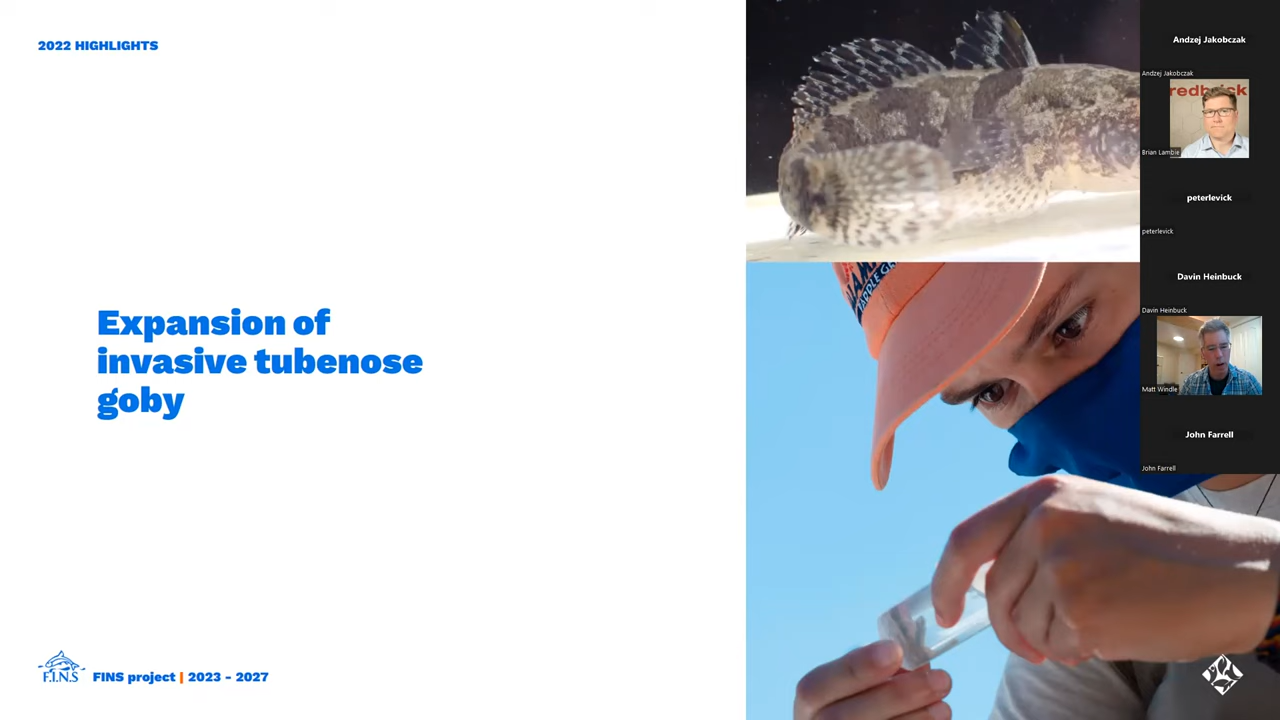 2022 HIGHLIGHTS
Expansion of
invasive tubenose
goby
F.I.N.S
FINS project | 2023 - 2027
PADDLE
Andzej Jakobczak
Andzej Jakobczak
redbrick
Brian Lambie
peterlevick
peterlevick
Davin Heinbuck
Davin Heinbuck
Matt Windle
John Farrell
John Farrell